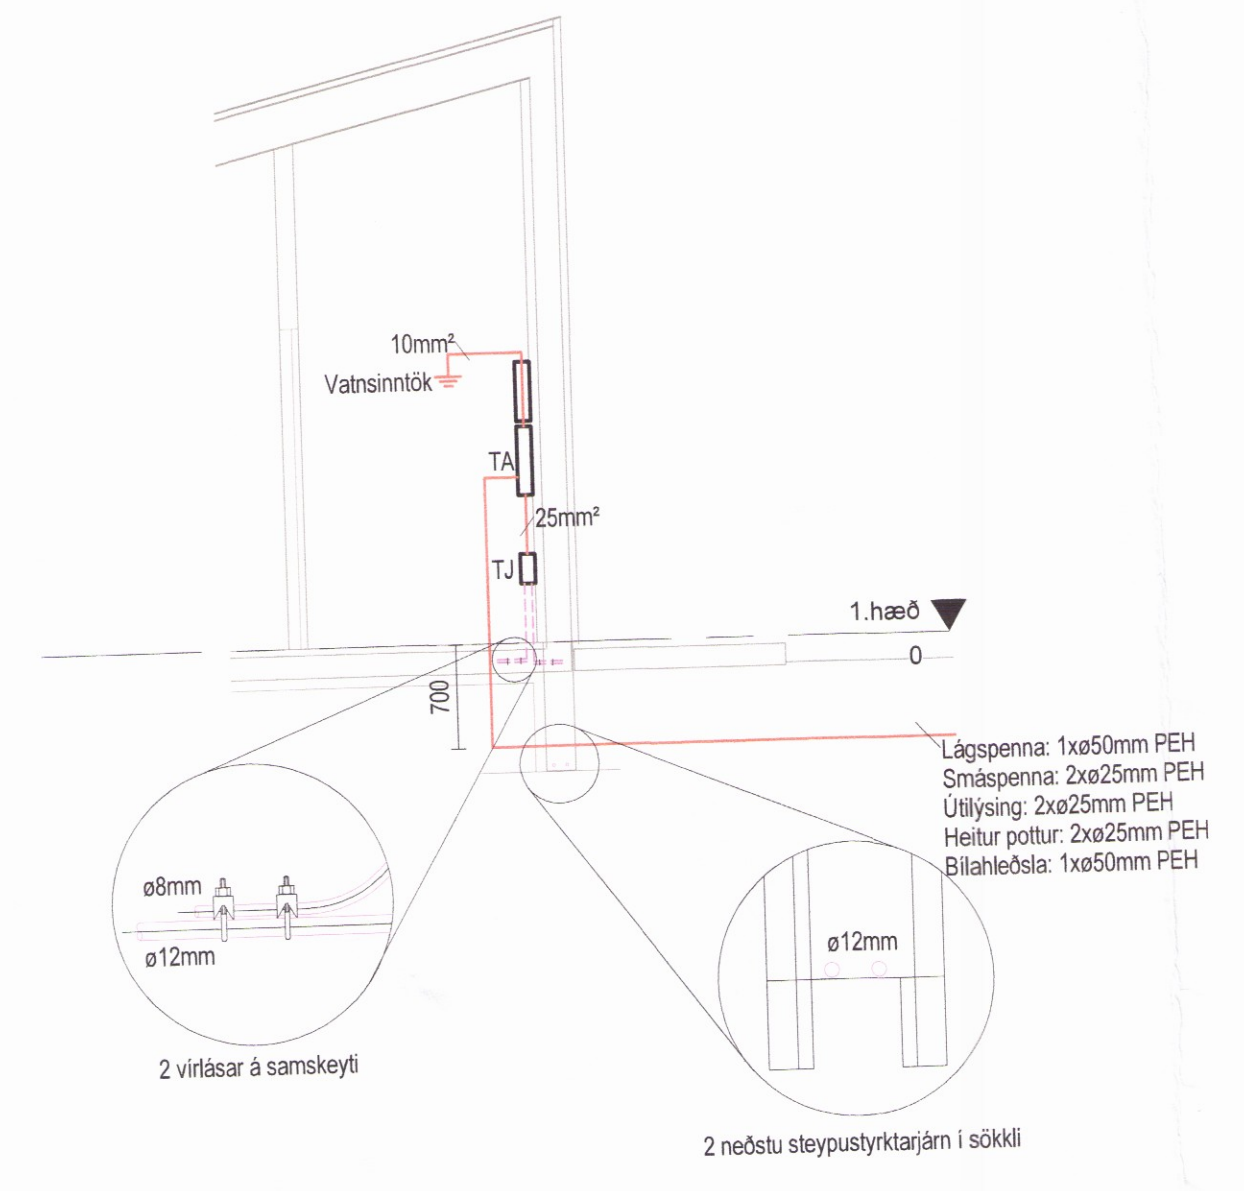 10mm²
Vatnsinntök
TA
25mm²
TJ
1.hæð
0
700
Lágspenna: 1xø50mm PEH
Smáspenna: 2xø25mm PEH
Útilýsing: 2xø25mm PEH
Heitur pottur: 2xø25mm PEH
Bílahleðsla: 1xø50mm PEH
ø8mm
ø12mm
ø12mm
2 vírlásar á samskeyti
2 neðstu steypustyrktarjárn í sökkli